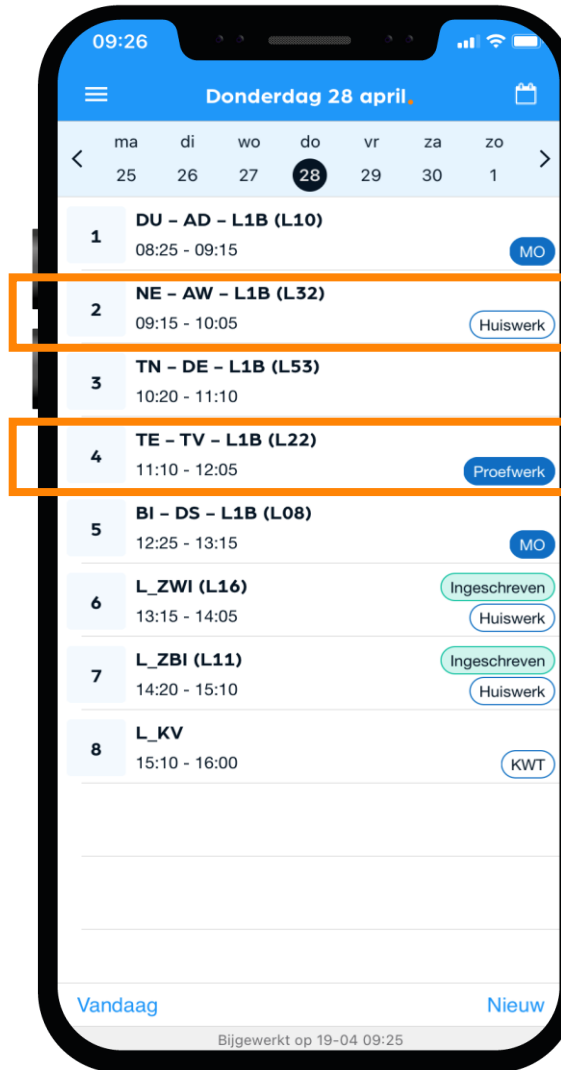 09:26
Donderdag 28 april.
ma di wo do vr za zo
25 26 27 28 29 30 1
1 DU – AD – L1B (L10)
08:25 - 09:15
MO
2 NE – AW – L1B (L32)
09:15 - 10:05
Huiswerk
3 TN – DE – L1B (L53)
10:20 - 11:10
4 TE – TV – L1B (L22)
11:10 - 12:05
Proefwerk
5 BI – DS – L1B (L08)
12:25 - 13:15
MO
6 L_ZWI (L16)
Ingeschreven
13:15 - 14:05
Huiswerk
7 L_ZBI (L11)
Ingeschreven
14:20 - 15:10
Huiswerk
8 L_KV
15:10 - 16:00
KWT
Vandaag Nieuw
Bijgewerkt op 19-04 09:25